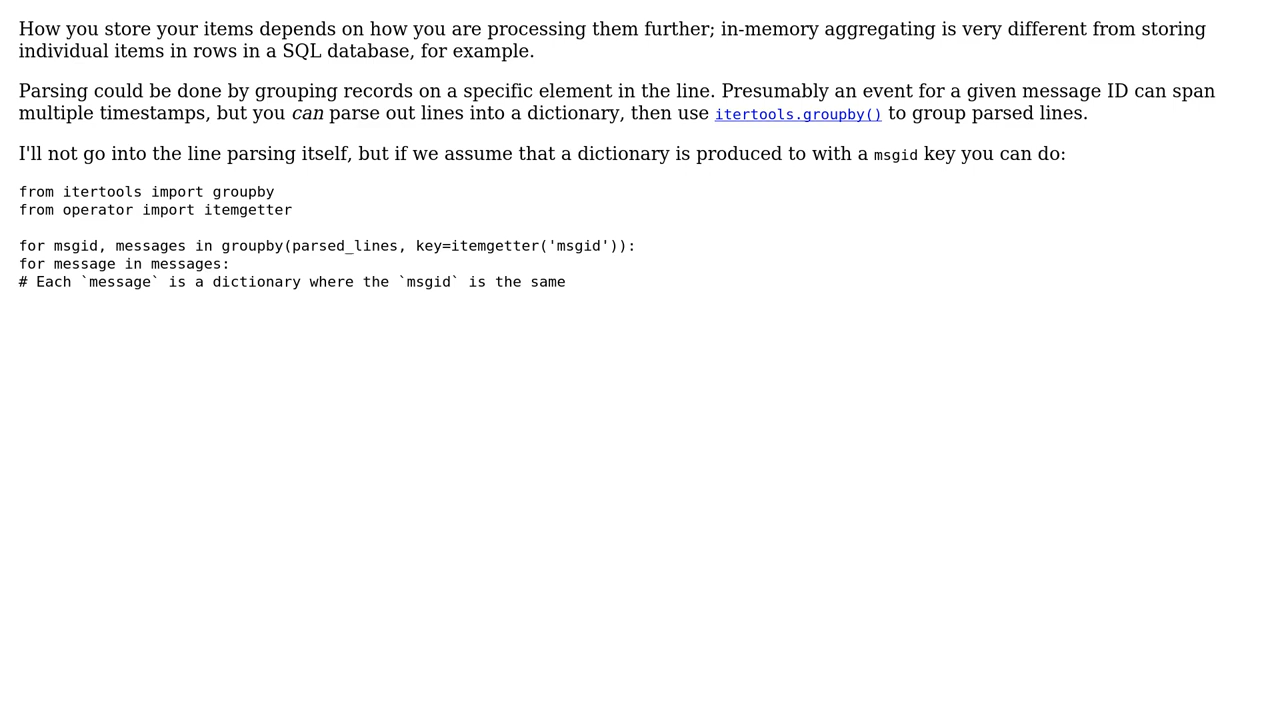 How you store your items depends on how you are processing them further; in-memory aggregating is very different from storing
individual items in rows in a SQL database, for example.
Parsing could be done by grouping records on a specific element in the line. Presumably an event for a given message ID can span
multiple timestamps, but you can parse out lines into a dictionary, then use itertools.groupby() to group parsed lines.
I'll not go into the line parsing itself, but if we assume that a dictionary is produced to with a msgid key you can do:
from itertools import groupby
from operator import itemgetter
for msgid, messages in groupby(parsed_lines, key=itemgetter('msgid')):
for message in messages:
# Each `message` is a dictionary where the `msgid` is the same